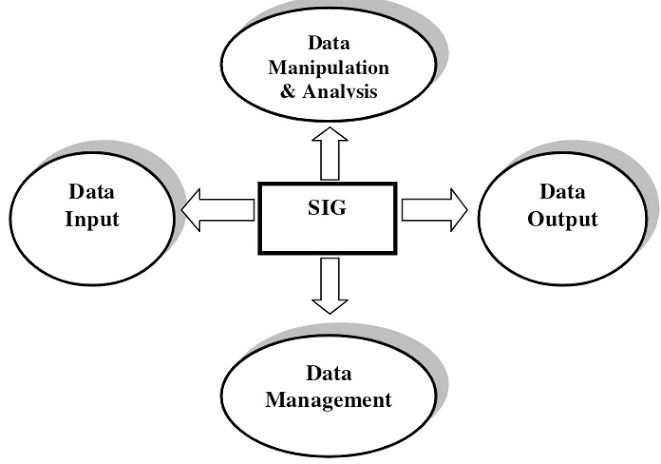 Data
Manipulation
& Analysis
Data
Input
SIG
Data
Output
Data
Management